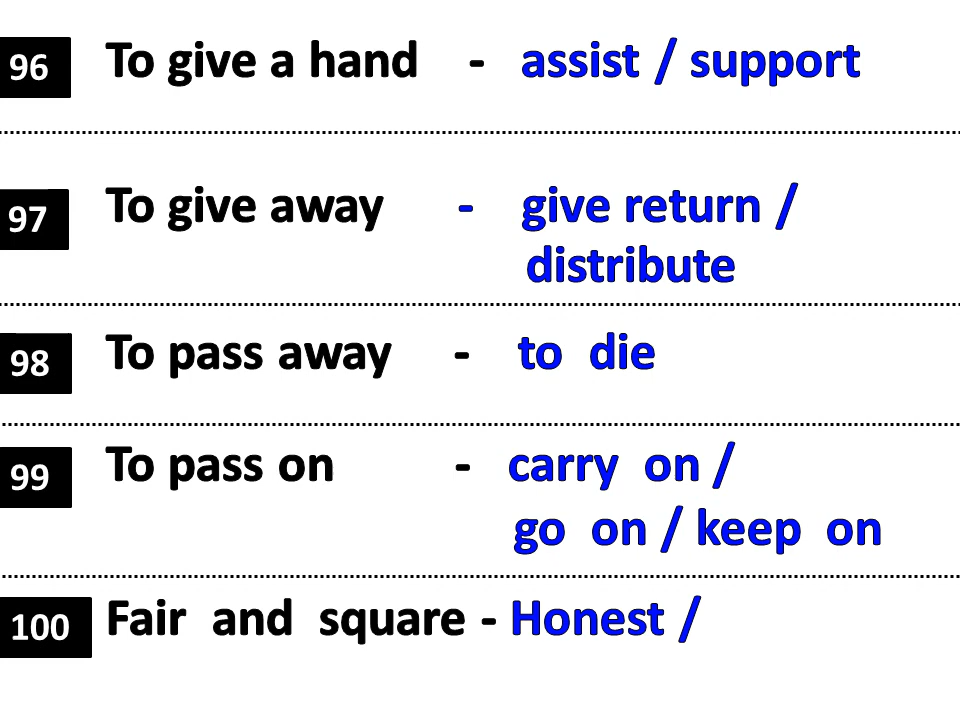 96 To give a hand - assist / support
97 To give away - give return /
distribute
98 To pass away - to die
99 To pass on - carry on /
go on / keep on
100 Fair and square - Honest /